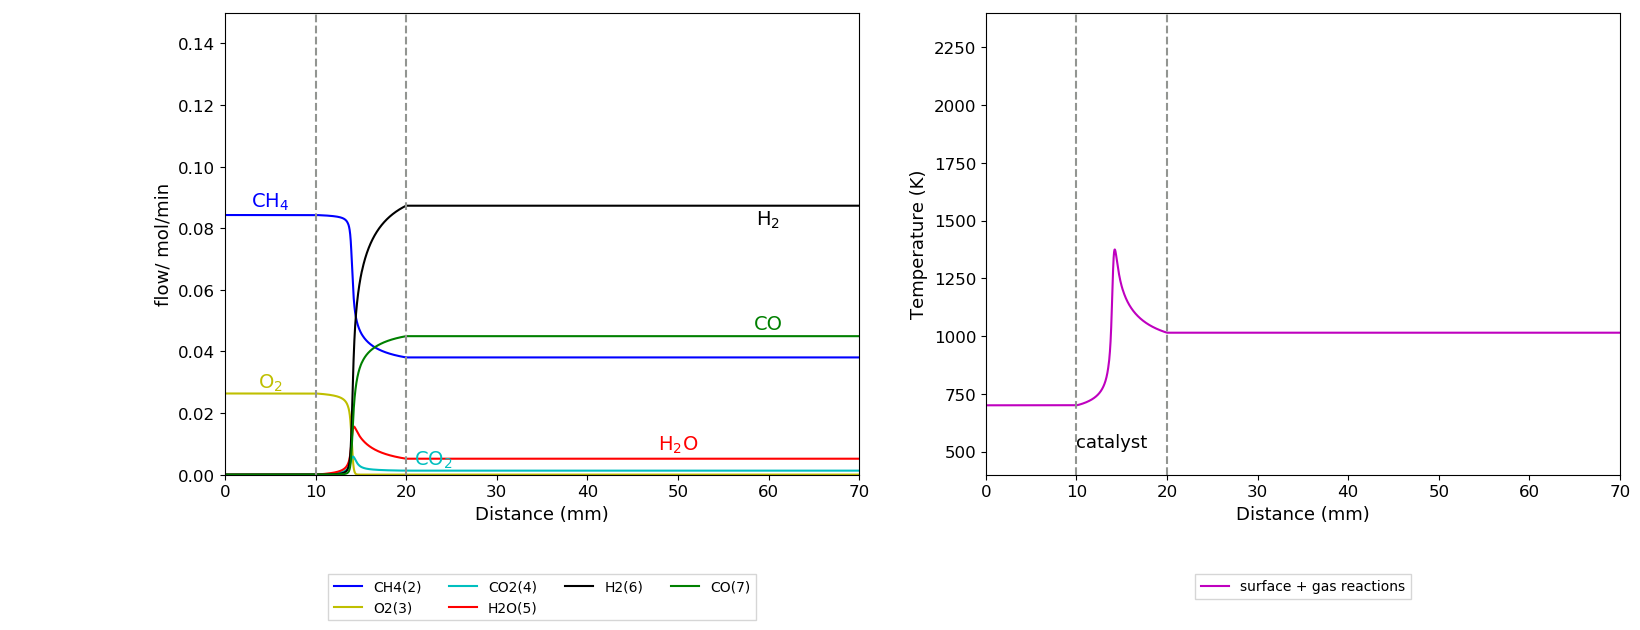 0.14
0.12
0.10
0.08
0.06
0.04
0.02
0.00
flow/ mol/min
CH₄
O₂
H₂
CO
H₂O
CO₂
0 10 20 30 40 50 60 70
Distance (mm)
CH4(2) CO2(4) H2(6) CO(7)
O2(3) H2O(5)
2250
2000
1750
1500
1250
1000
750
500
Temperature (K)
catalyst
0 10 20 30 40 50 60 70
Distance (mm)
surface + gas reactions